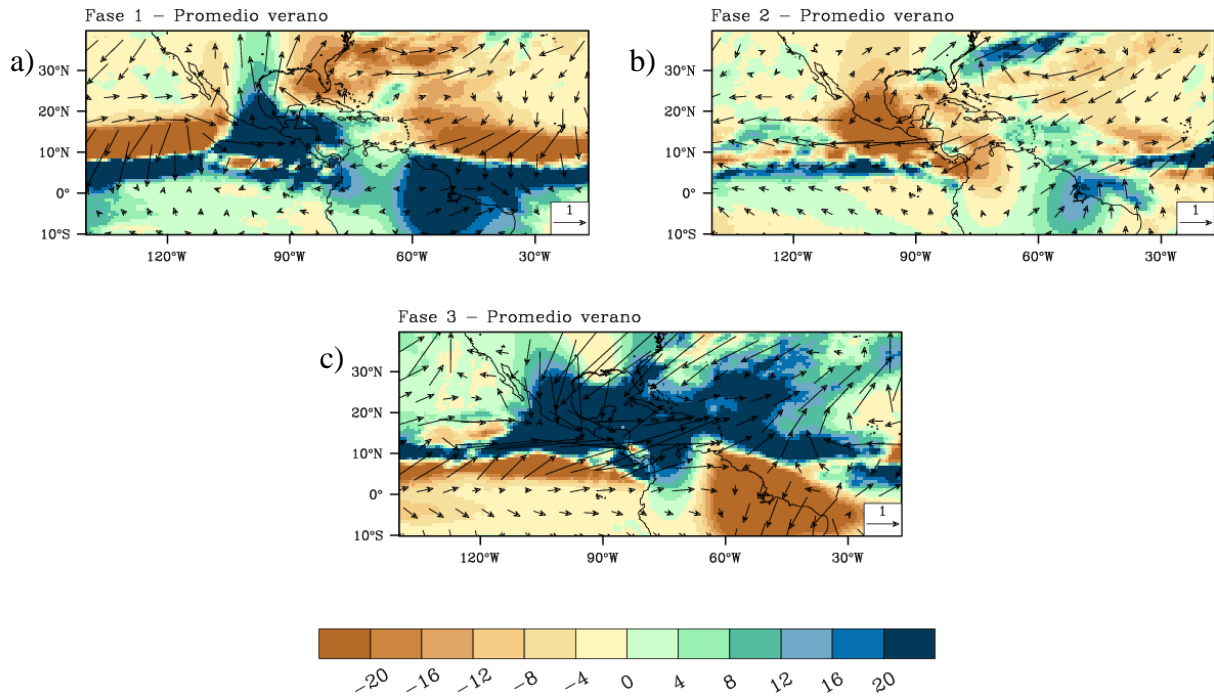 Fase 1 – Promedio verano
a)
30°N
20°N
10°N
0°
10°S
120°W
90°W
60°W
30°W
1
Fase 2 – Promedio verano
b)
30°N
20°N
10°N
0°
10°S
120°W
90°W
60°W
30°W
1
Fase 3 – Promedio verano
c)
30°N
20°N
10°N
0°
10°S
120°W
90°W
60°W
30°W
1
−20 −16 −12 −8 −4 0 4 8 12 16 20